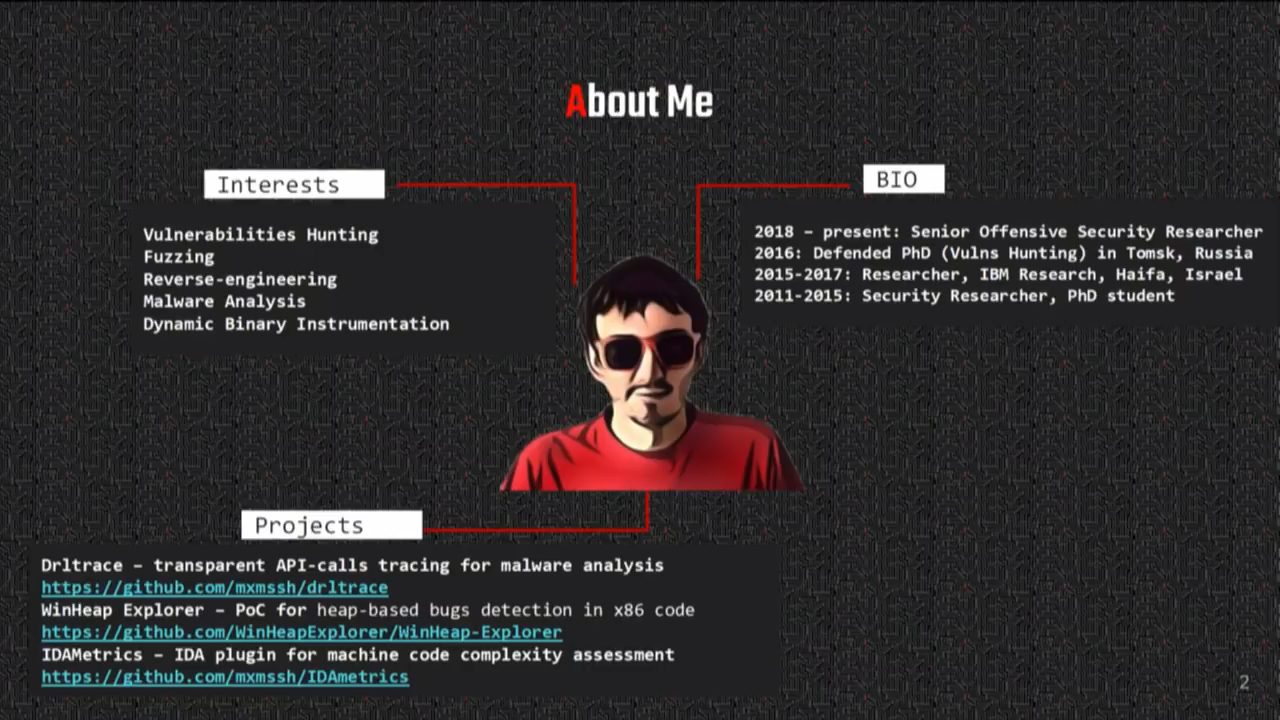 About Me
Interests
Vulnerabilities Hunting
Fuzzing
Reverse-engineering
Malware Analysis
Dynamic Binary Instrumentation
BIO
2018 – present: Senior Offensive Security Researcher
2016: Defended PhD (Vulns Hunting) in Tomsk, Russia
2015-2017: Researcher, IBM Research, Haifa, Israel
2011-2015: Security Researcher, PhD student
Projects
Drltrace – transparent API-calls tracing for malware analysis
https://github.com/mxmssh/drltrace
WinHeap Explorer – PoC for heap-based bugs detection in x86 code
https://github.com/WinHeapExplorer/WinHeap-Explorer
IDAMetrics – IDA plugin for machine code complexity assessment
https://github.com/mxmssh/IDAmetrics
2